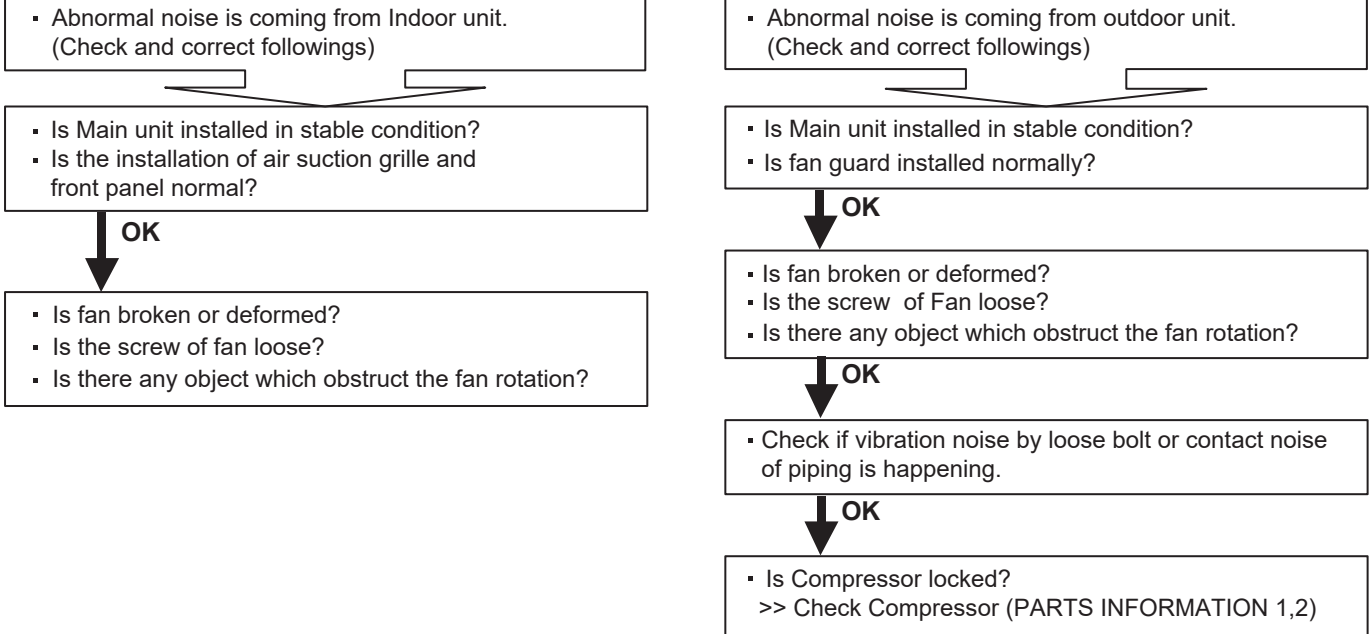 ▪ Abnormal noise is coming from Indoor unit.
(Check and correct followings)
▪ Is Main unit installed in stable condition?
▪ Is the installation of air suction grille and
front panel normal?
OK
▪ Is fan broken or deformed?
▪ Is the screw of fan loose?
▪ Is there any object which obstruct the fan rotation?
▪ Abnormal noise is coming from outdoor unit.
(Check and correct followings)
▪ Is Main unit installed in stable condition?
▪ Is fan guard installed normally?
OK
▪ Is fan broken or deformed?
▪ Is the screw of Fan loose?
▪ Is there any object which obstruct the fan rotation?
OK
▪ Check if vibration noise by loose bolt or contact noise
of piping is happening.
OK
▪ Is Compressor locked?
>> Check Compressor (PARTS INFORMATION 1,2)